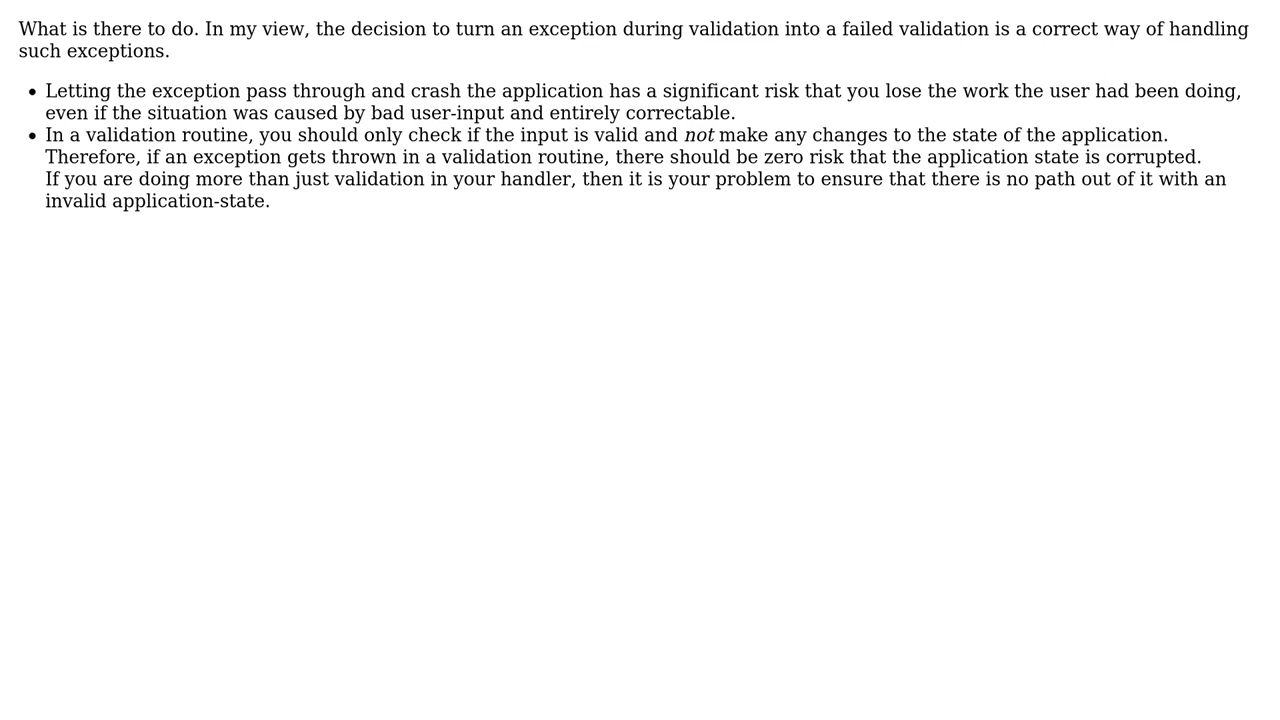 What is there to do. In my view, the decision to turn an exception during validation into a failed validation is a correct way of handling
such exceptions.
• Letting the exception pass through and crash the application has a significant risk that you lose the work the user had been doing,
even if the situation was caused by bad user-input and entirely correctable.
• In a validation routine, you should only check if the input is valid and not make any changes to the state of the application.
Therefore, if an exception gets thrown in a validation routine, there should be zero risk that the application state is corrupted.
If you are doing more than just validation in your handler, then it is your problem to ensure that there is no path out of it with an
invalid application-state.